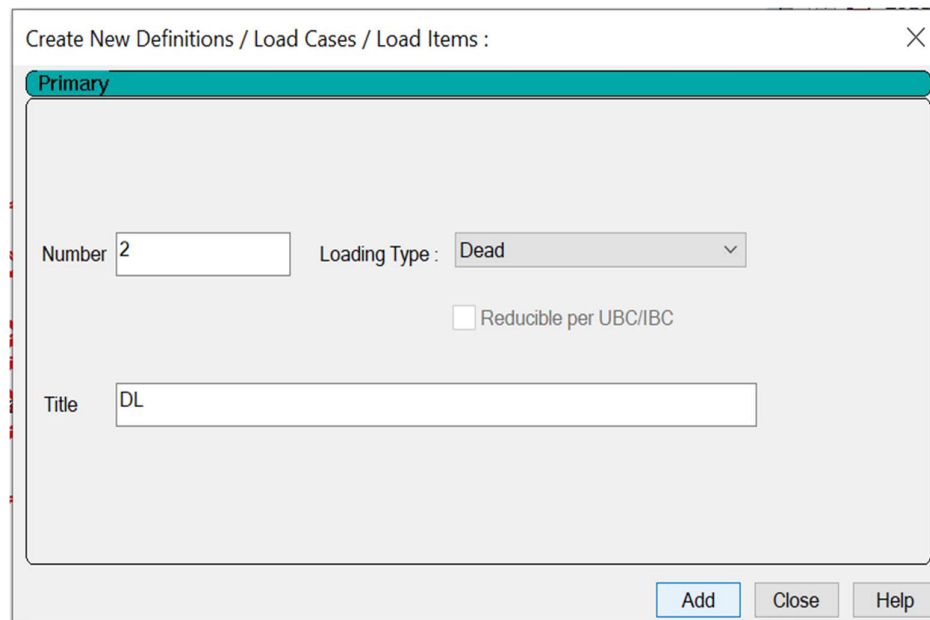 Create New Definitions / Load Cases / Load Items :
Primary
Number 2 Loading Type : Dead
Reducible per UBC/IBC
Title DL
Add Close Help